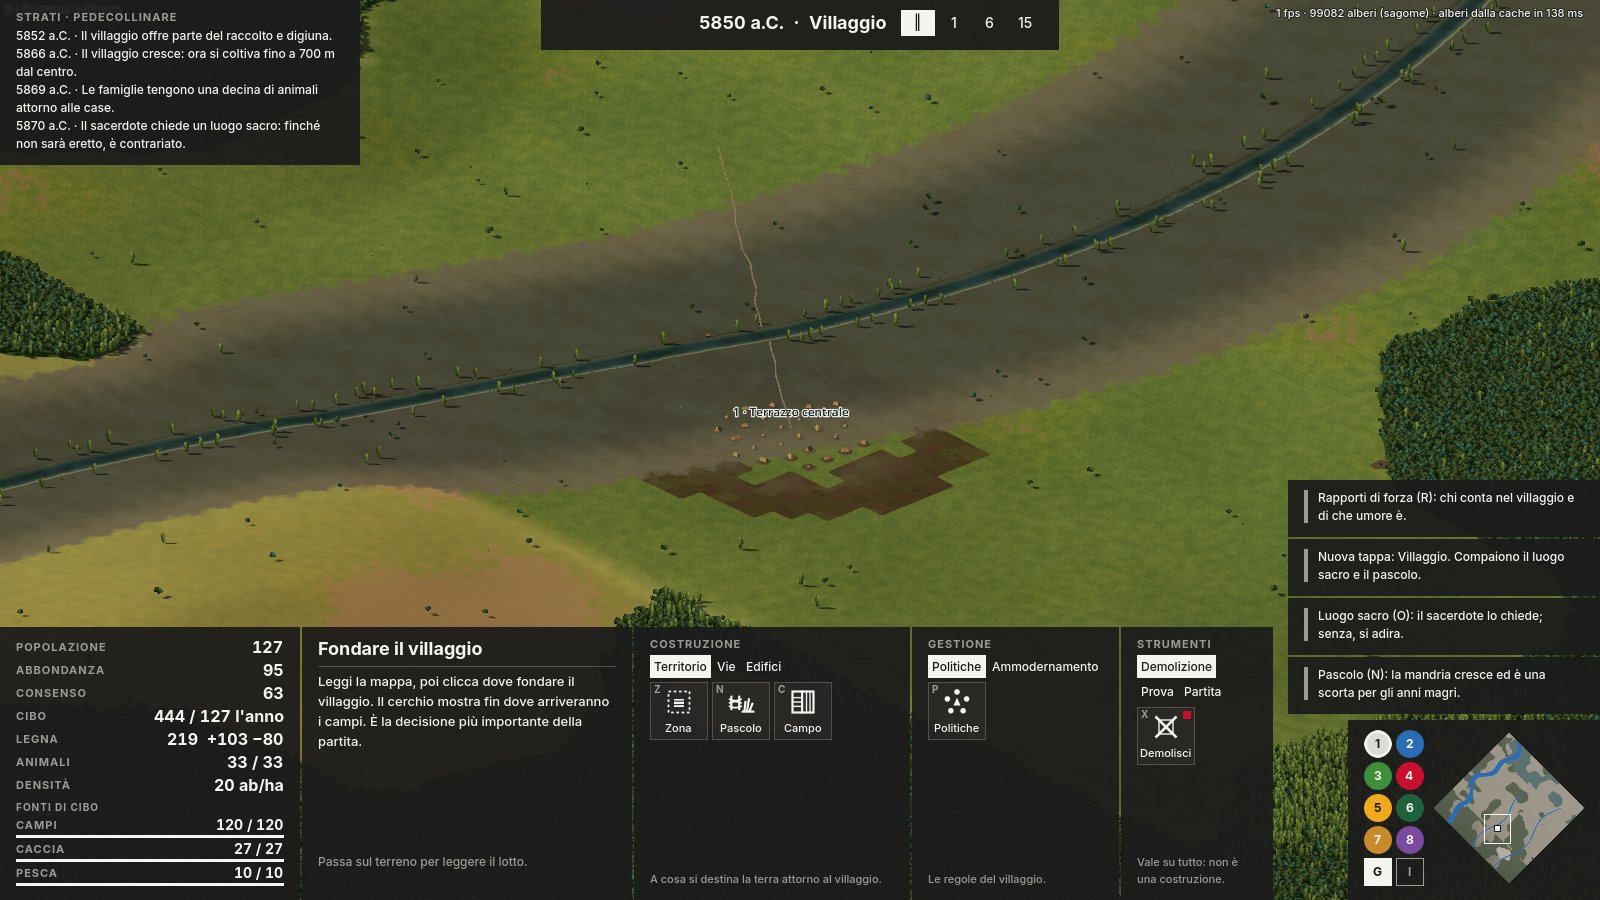 STRATI · PEDECOLLINARE
5852 a.C. · Il villaggio offre parte del raccolto e digiuna.
5866 a.C. · Il villaggio cresce: ora si coltiva fino a 700 m
dal centro.
5869 a.C. · Le famiglie tengono una decina di animali
attorno alle case.
5870 a.C. · Il sacerdote chiede un luogo sacro: finché
non sarà eretto, è contrariato.
5850 a.C. · Villaggio 1 6 15
1 fps · 99082 alberi (sagome) · alberi dalla cache in 138 ms
1 · Terrazzo centrale
Rapporti di forza (R): chi conta nel villaggio e
di che umore è.
Nuova tappa: Villaggio. Compaiono il luogo
sacro e il pascolo.
Luogo sacro (O): il sacerdote lo chiede;
senza, si adira.
Pascolo (N): la mandria cresce ed è una
scorta per gli anni magri.
POPOLAZIONE 127
ABBONDANZA 95
CONSENSO 63
CIBO 444 / 127 l'anno
LEGNA 219 +103 −80
ANIMALI 33 / 33
DENSITÀ 20 ab/ha
FONTI DI CIBO
CAMPI 120 / 120
CACCIA 27 / 27
PESCA 10 / 10
Fondare il villaggio
Leggi la mappa, poi clicca dove fondare il
villaggio. Il cerchio mostra fin dove arriveranno
i campi. È la decisione più importante della
partita.
Passa sul terreno per leggere il lotto.
COSTRUZIONE
Territorio Vie Edifici
Z N C
Zona Pascolo Campo
A cosa si destina la terra attorno al villaggio.
GESTIONE
Politiche Ammodernamento
P
Politiche
Le regole del villaggio.
STRUMENTI
Demolizione
Prova Partita
X
Demolisci
Vale su tutto: non è
una costruzione.
1 2
3 4
5 6
7 8
G I